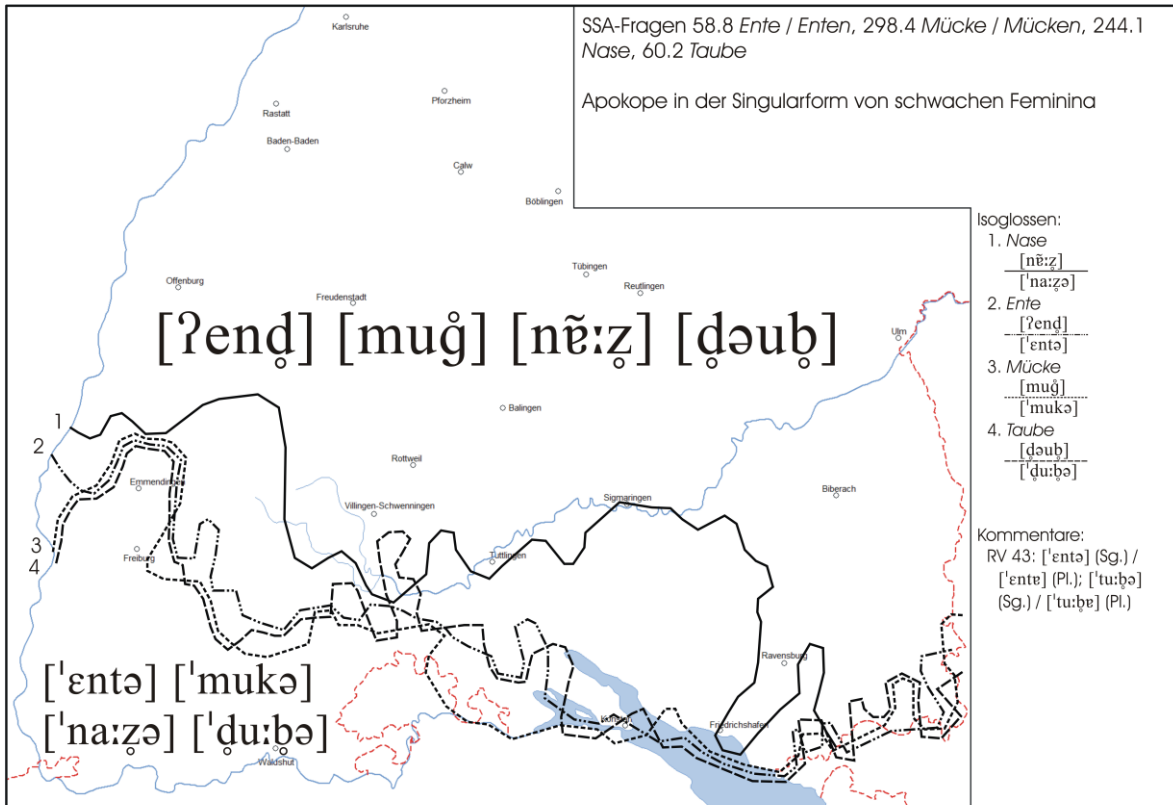 SSA-Fragen 58.8 Ente / Enten, 298.4 Mücke / Mücken, 244.1
Nase, 60.2 Taube
Apokope in der Singularform von schwachen Feminina
Karlsruhe
Pforzheim
Rastatt
Baden-Baden
Calw
Böblingen
Tübingen
Offenburg
Reutlingen
Freudenstadt
Ulm
[ʔend̥] [mug̊] [nɐ̃ːz̥] [d̥əub̥]
Balingen
1
2
Rottweil
Emmendingen
Biberach
Sigmaringen
Villingen-Schwenningen
3
Freiburg
Tuttlingen
4
Ravensburg
[ˈɛntə] [ˈmukə]
Konstanz
Friedrichshafen
[ˈnaːz̥ə] [ˈd̥uːb̥ə]
Waldshut
Isoglossen:
1. Nase
[nɐ̃ːz̥]
[ˈnaːz̥ə]
2. Ente
[ʔend̥]
[ˈɛntə]
3. Mücke
[mug̊]
[ˈmukə]
4. Taube
[d̥əub̥]
[ˈd̥uːb̥ə]
Kommentare:
RV 43: [ˈɛntə] (Sg.) /
[ˈɛntɐ] (Pl.); [ˈtuːb̥ə]
(Sg.) / [ˈtuːb̥ɐ] (Pl.)